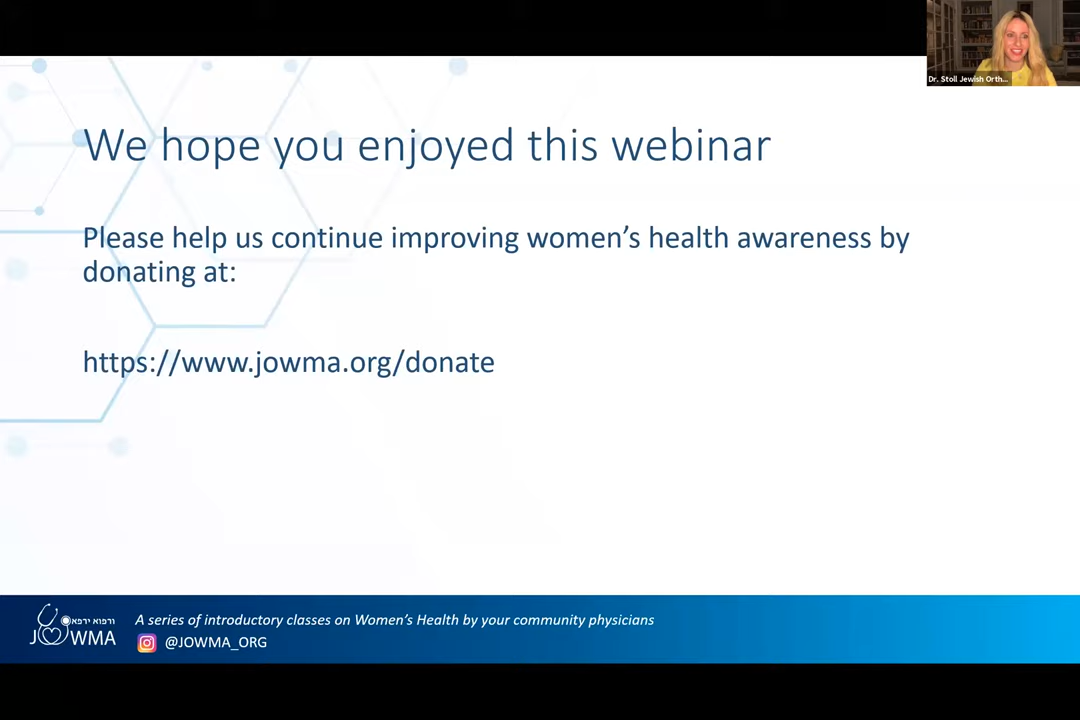 Dr. Stoll Jewish Orth...
We hope you enjoyed this webinar
Please help us continue improving women’s health awareness by
donating at:
https://www.jowma.org/donate
ורפוא ירפא
JOWMA
A series of introductory classes on Women’s Health by your community physicians
@JOWMA_ORG